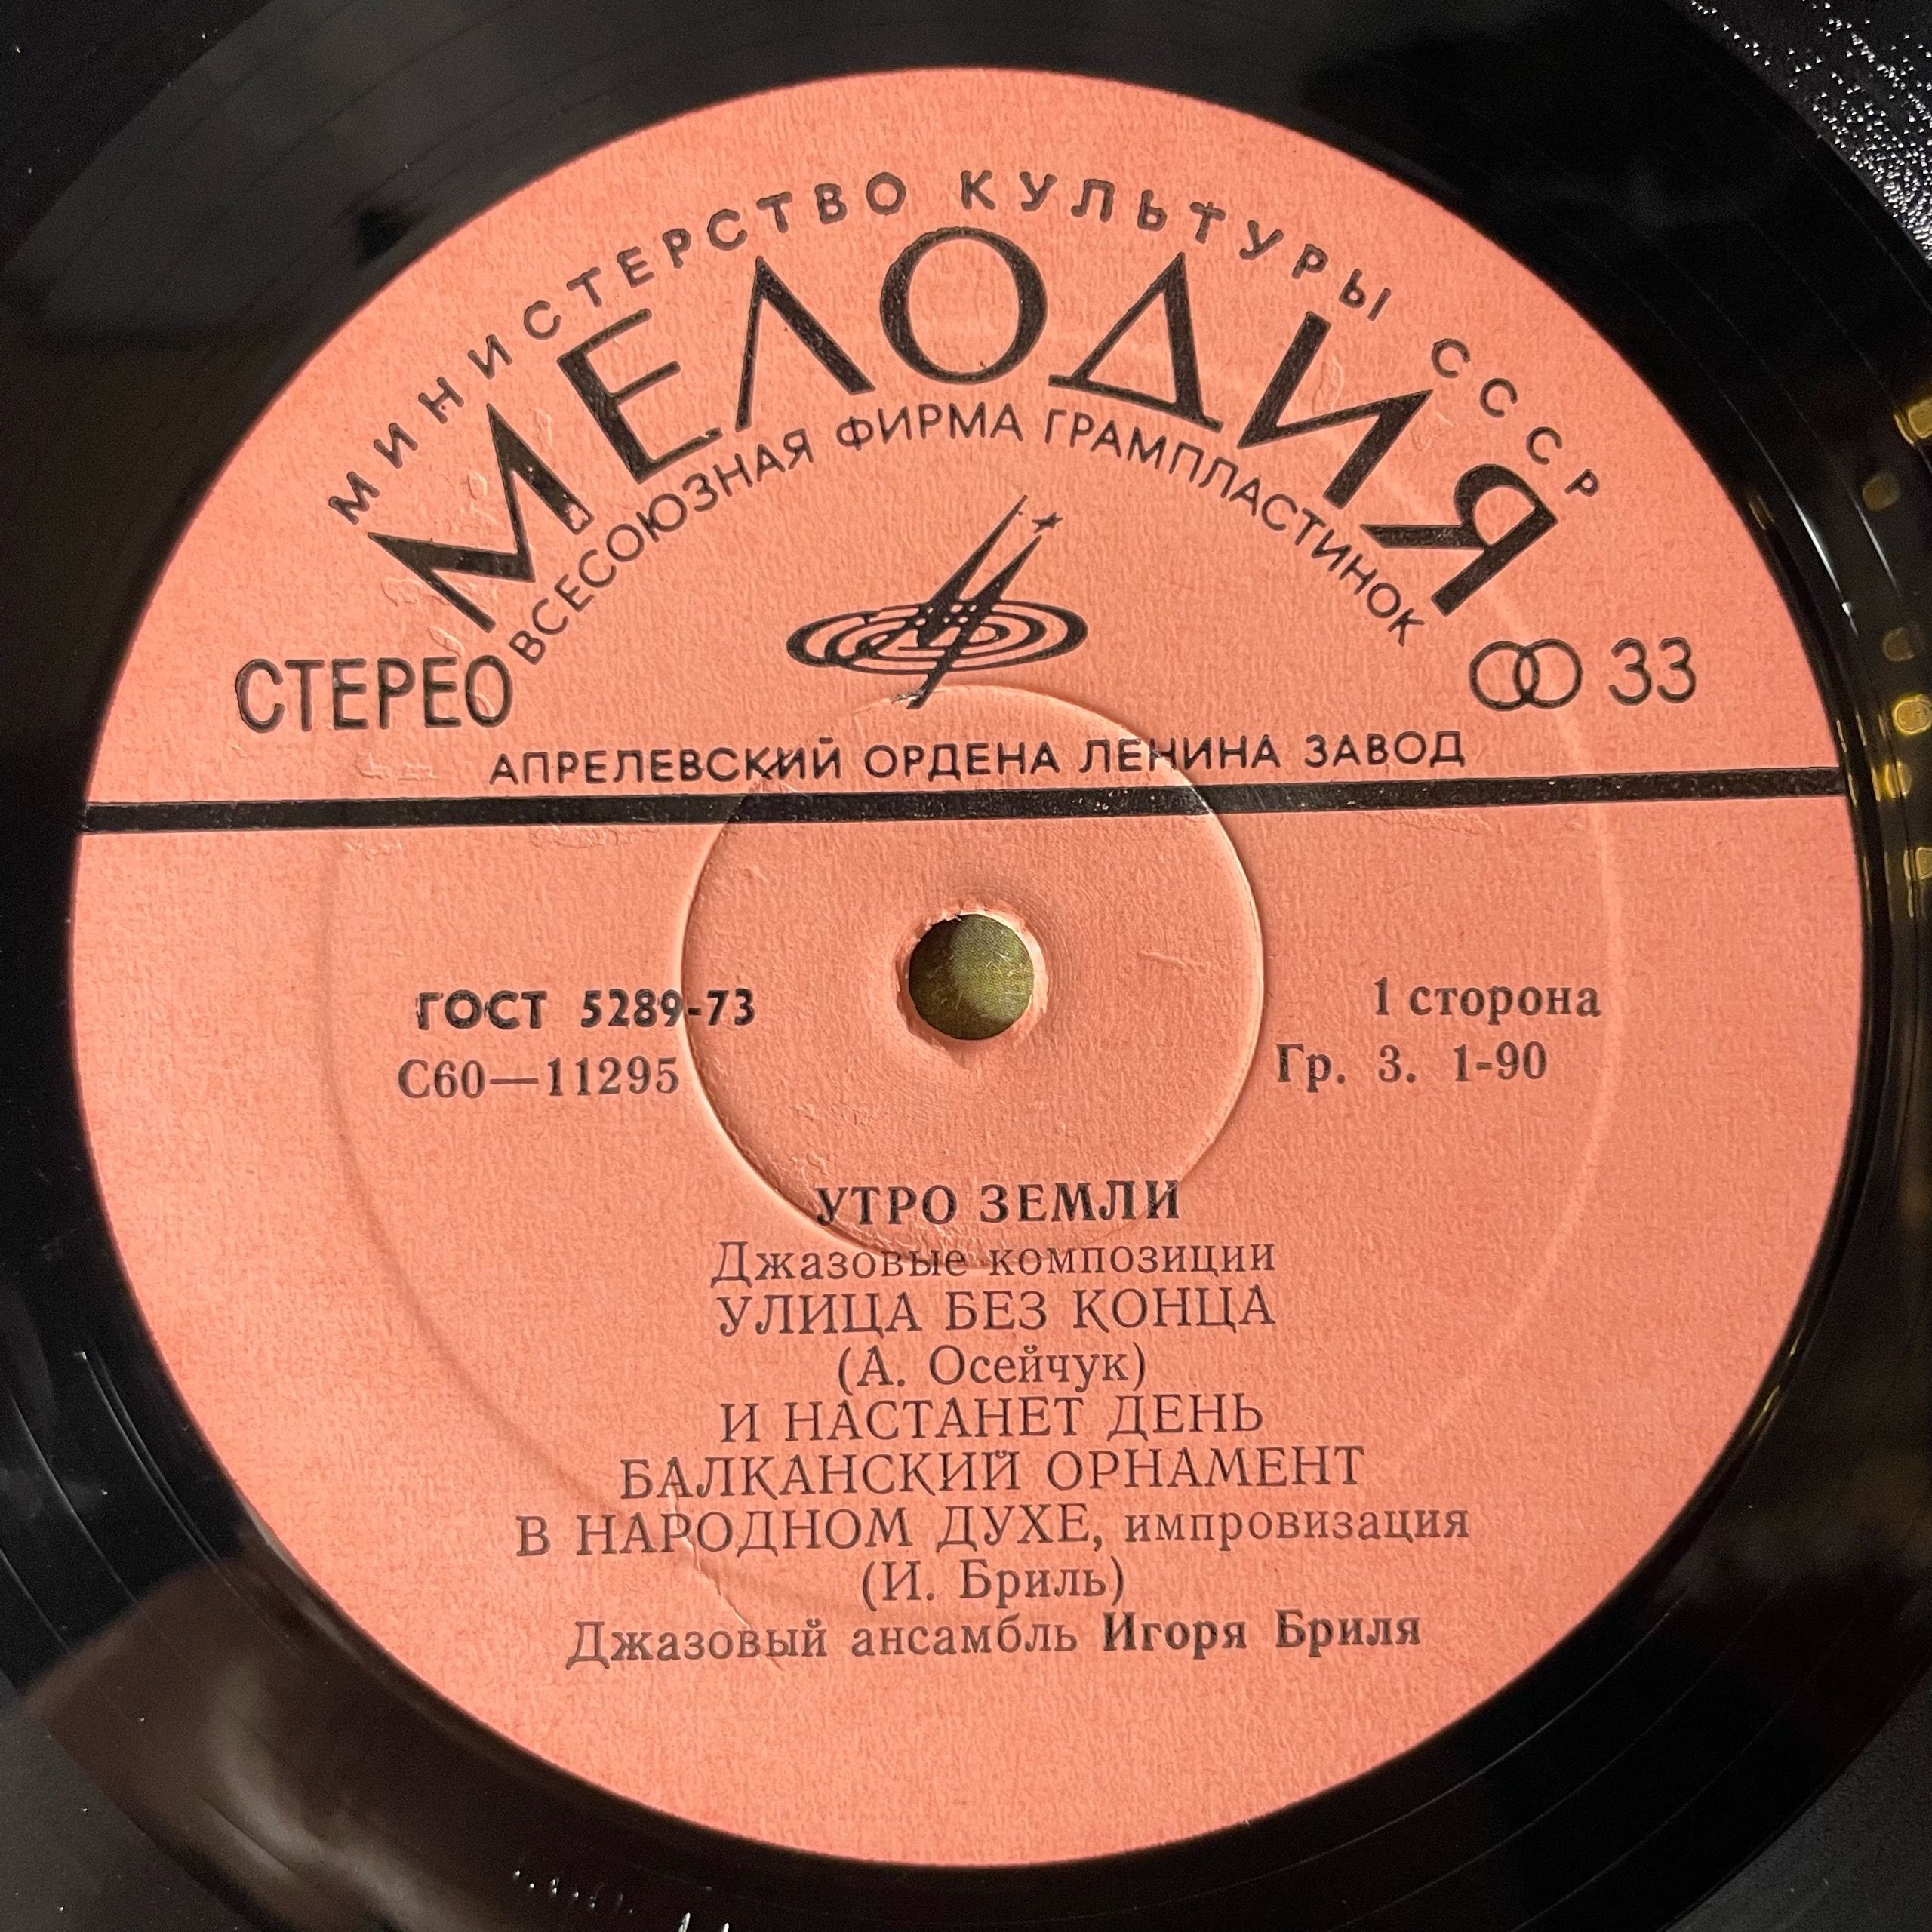 МИНИСТЕРСТВО КУЛЬТУРЫ СССР
МЕЛОДИЯ
ВСЕСОЮЗНАЯ ФИРМА ГРАМПЛАСТИНОК
СТЕРЕО
33
АПРЕЛЕВСКИЙ ОРДЕНА ЛЕНИНА ЗАВОД
ГОСТ 5289-73
1 сторона
С60—11295
Гр. 3. 1-90
УТРО ЗЕМЛИ
Джазовые композиции
УЛИЦА БЕЗ КОНЦА
(А. Осейчук)
И НАСТАНЕТ ДЕНЬ
БАЛКАНСКИЙ ОРНАМЕНТ
В НАРОДНОМ ДУХЕ, импровизация
(И. Бриль)
Джазовый ансамбль Игоря Бриля